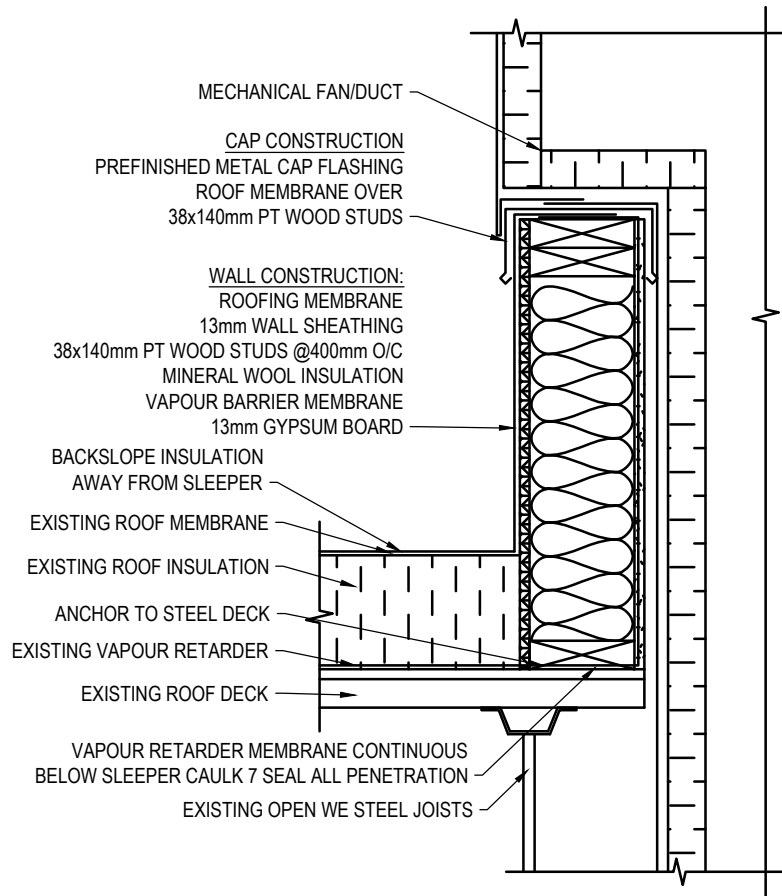 MECHANICAL FAN/DUCT
CAP CONSTRUCTION
PREFINISHED METAL CAP FLASHING
ROOF MEMBRANE OVER
38x140mm PT WOOD STUDS
WALL CONSTRUCTION:
ROOFING MEMBRANE
13mm WALL SHEATHING
38x140mm PT WOOD STUDS @400mm O/C
MINERAL WOOL INSULATION
VAPOUR BARRIER MEMBRANE
13mm GYPSUM BOARD
BACKSLOPE INSULATION
AWAY FROM SLEEPER
EXISTING ROOF MEMBRANE
EXISTING ROOF INSULATION
ANCHOR TO STEEL DECK
EXISTING VAPOUR RETARDER
EXISTING ROOF DECK
VAPOUR RETARDER MEMBRANE CONTINUOUS
BELOW SLEEPER CAULK 7 SEAL ALL PENETRATION
EXISTING OPEN WE STEEL JOISTS